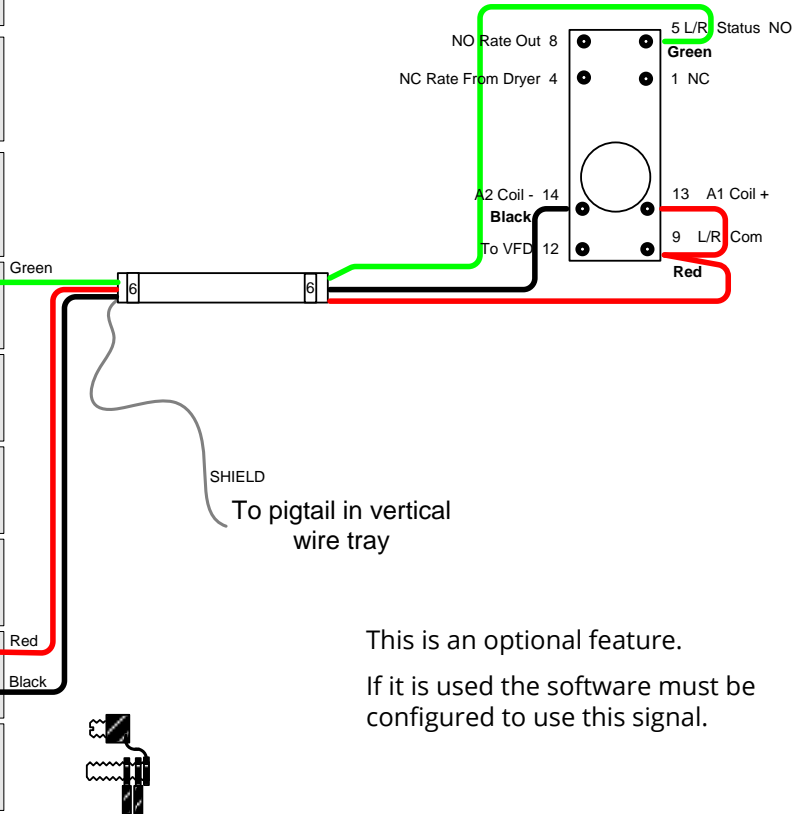 5 L/R Status NO
NO Rate Out 8
Green
NC Rate From Dryer 4
1 NC
A2 Coil - 14
13 A1 Coil +
Black
9 L/R Com
To VFD 12
Red
Green
6
6
SHIELD
To pigtail in vertical
wire tray
Red
Black
This is an optional feature.
If it is used the software must be
configured to use this signal.